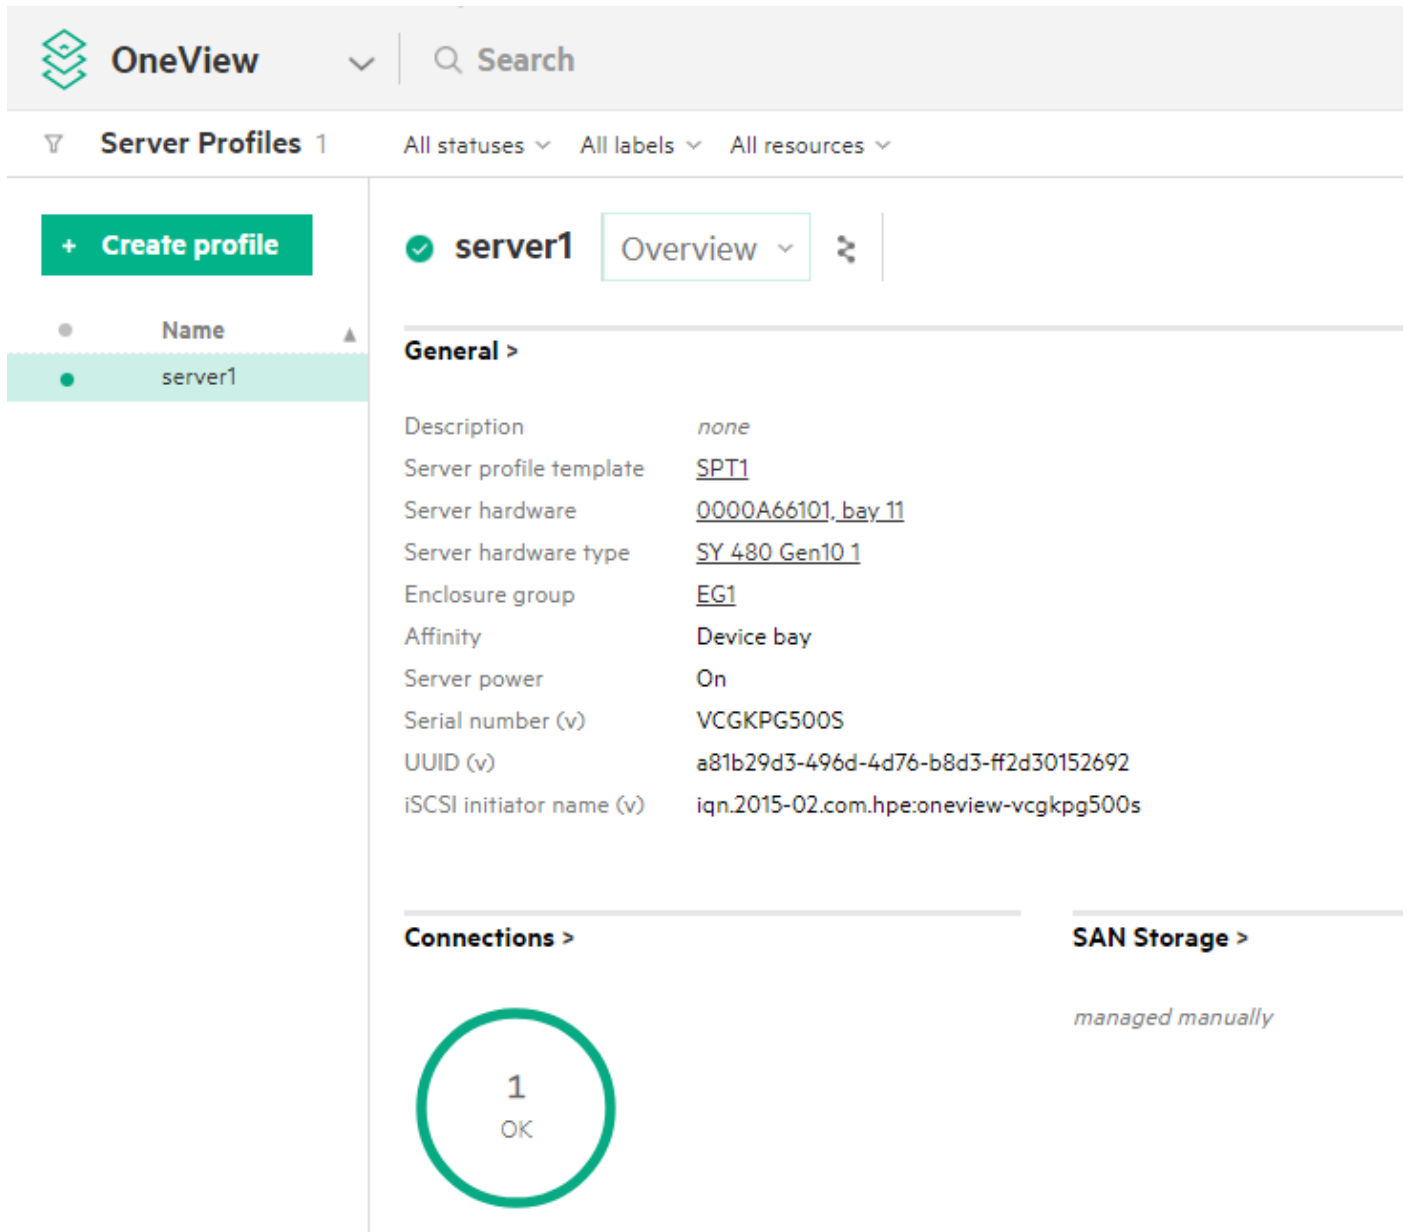 OneView Search
Server Profiles 1 All statuses All labels All resources
+ Create profile
server1 Overview
Name
server1
General >
Description none
Server profile template SPT1
Server hardware 0000A66101, bay 11
Server hardware type SY 480 Gen10 1
Enclosure group EG1
Affinity Device bay
Server power On
Serial number (v) VCGKPG500S
UUID (v) a81b29d3-496d-4d76-b8d3-ff2d30152692
iSCSI initiator name (v) iqn.2015-02.com.hpe:oneview-vcgkpg500s
Connections >
1
OK
SAN Storage >
managed manually